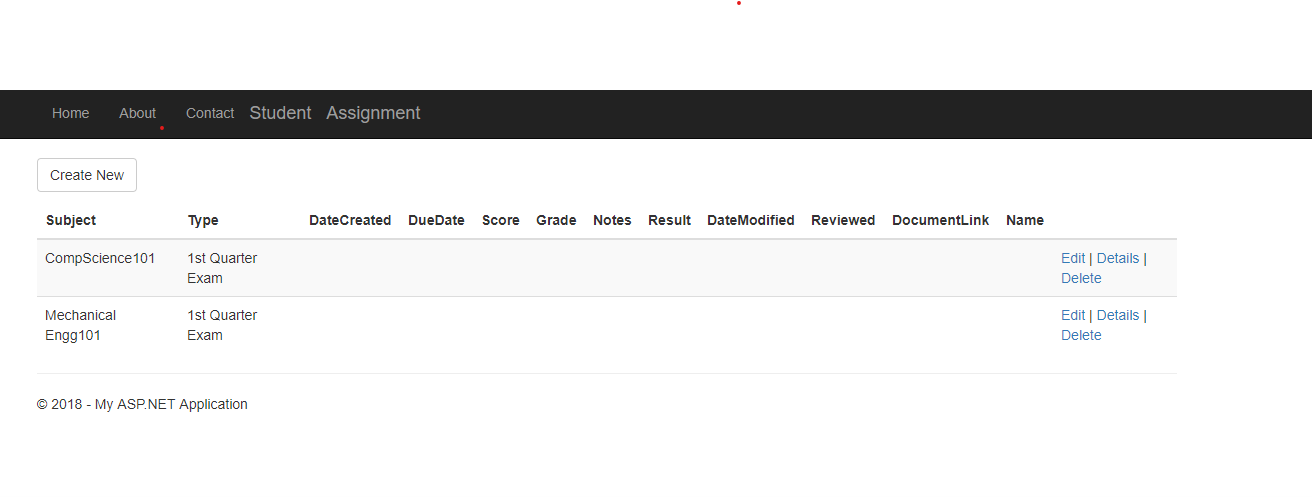 Home About Contact Student Assignment
Create New
Subject Type DateCreated DueDate Score Grade Notes Result DateModified Reviewed DocumentLink Name
CompScience101 1st Quarter Edit | Details |
Exam Delete
Mechanical 1st Quarter Edit | Details |
Engg101 Exam Delete
© 2018 - My ASP.NET Application